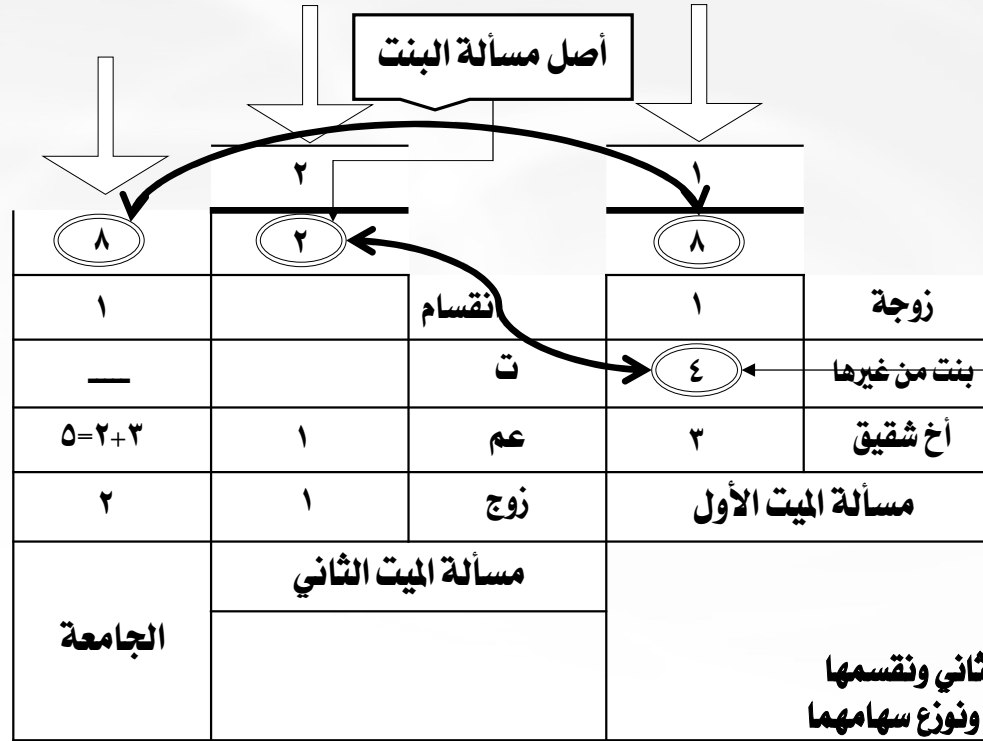 أصل مسألة البنت
١ ٢
٨ ٢ ٨
زوجة ١ انقسام ١
بنت من غيرها ٤ ت —
أخ شقيق ٣ عم ١ ٣+٢=٥
مسألة الميت الأول زوج ١ ٢
مسألة الميت الثاني
الجامعة
ثاني ونقسمها
ونوزع سهامهما